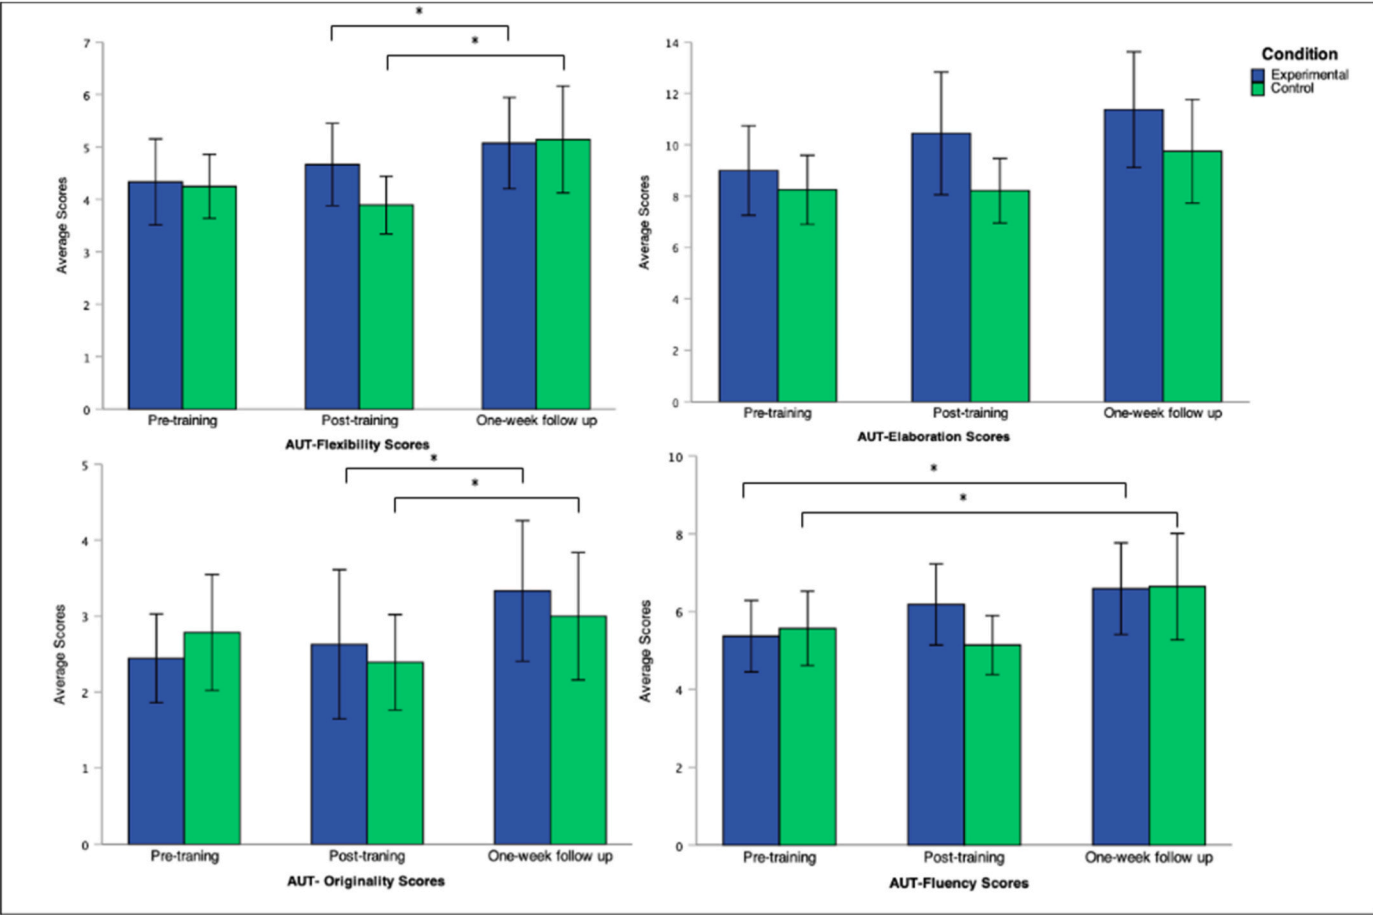 *
*
7
6
5
4
3
2
1
0
Average Scores
Pre-training Post-training One-week follow up
AUT-Flexibility Scores
14
12
10
8
6
4
2
0
Average Scores
Pre-training Post-training One-week follow up
AUT-Elaboration Scores
Condition
Experimental
Control
*
*
5
4
3
2
1
0
Average Scores
Pre-traning Post-traning One-week follow up
AUT- Originality Scores
*
*
10
8
6
4
2
0
Average Scores
Pre-training Post-training One-week follow up
AUT-Fluency Scores